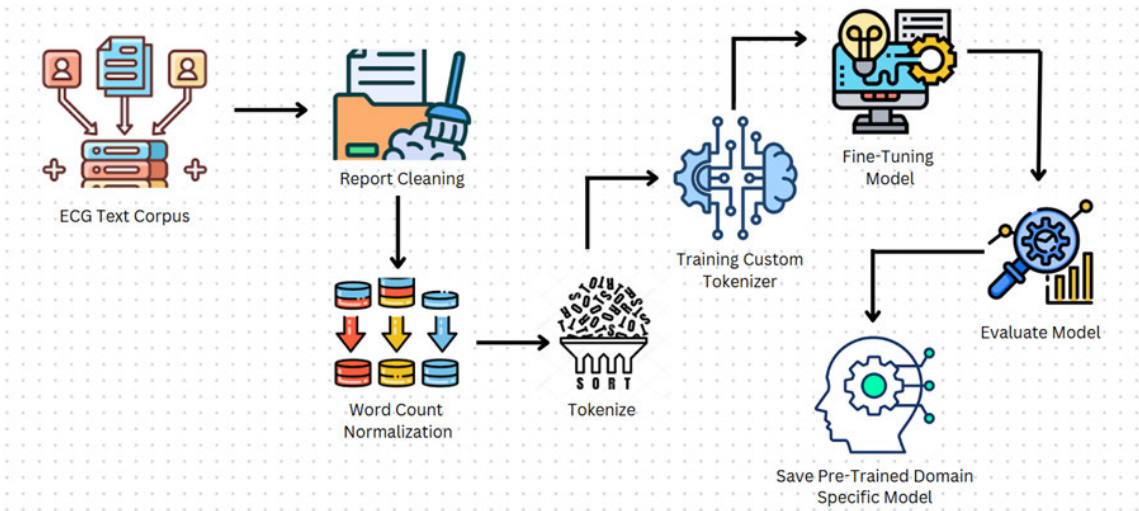 ECG Text Corpus
Report Cleaning
Word Count
Normalization
SORT
Tokenize
Training Custom
Tokenizer
Fine-Tuning
Model
Evaluate Model
Save Pre-Trained Domain
Specific Model